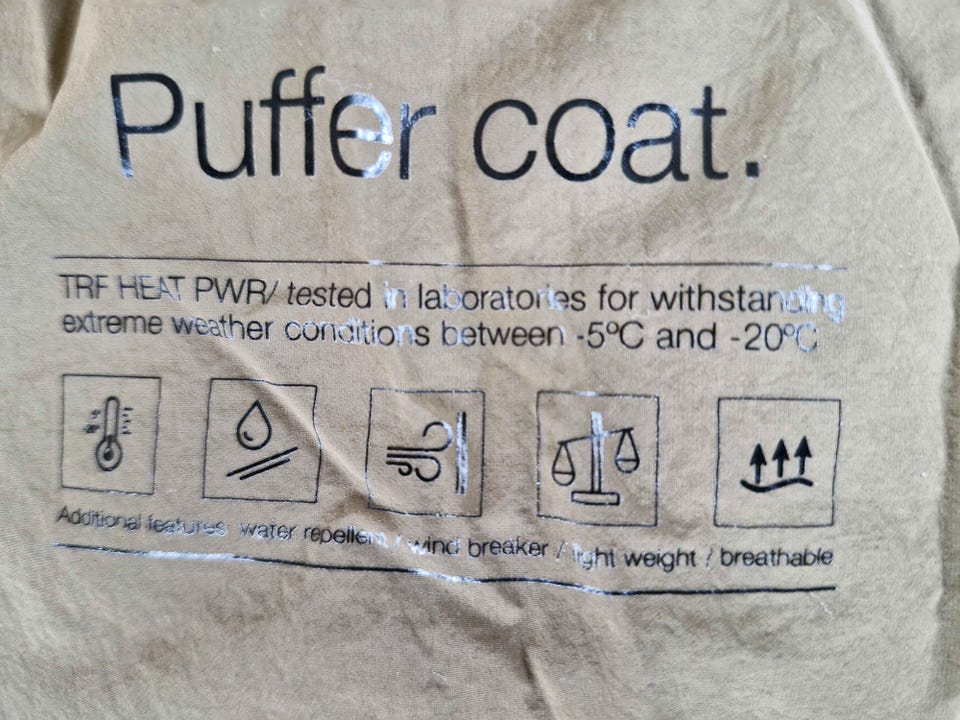 Puffer coat.
TRF HEAT PWR/ tested in laboratories for withstanding
extreme weather conditions between -5ºC and -20ºC
Additional features: water repellent / wind breaker / light weight / breathable